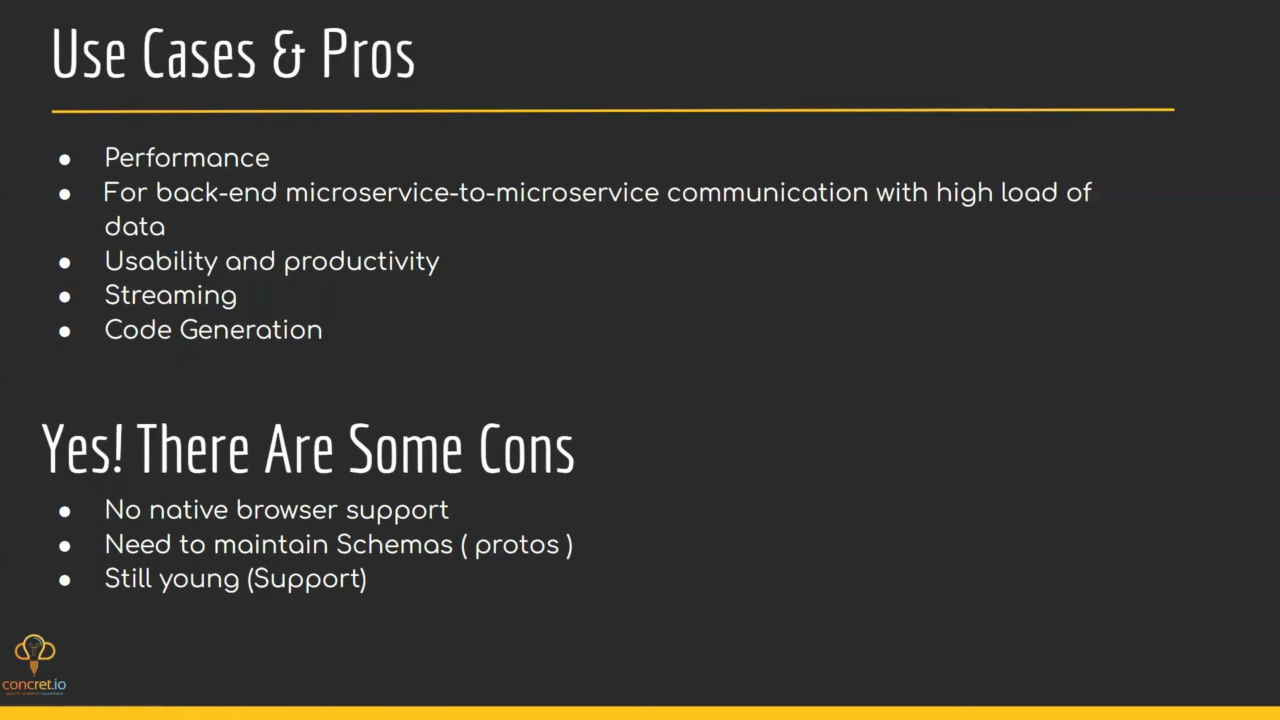 Use Cases & Pros
● Performance
● For back-end microservice-to-microservice communication with high load of
data
● Usability and productivity
● Streaming
● Code Generation
Yes! There Are Some Cons
● No native browser support
● Need to maintain Schemas ( protos )
● Still young (Support)
concret.io